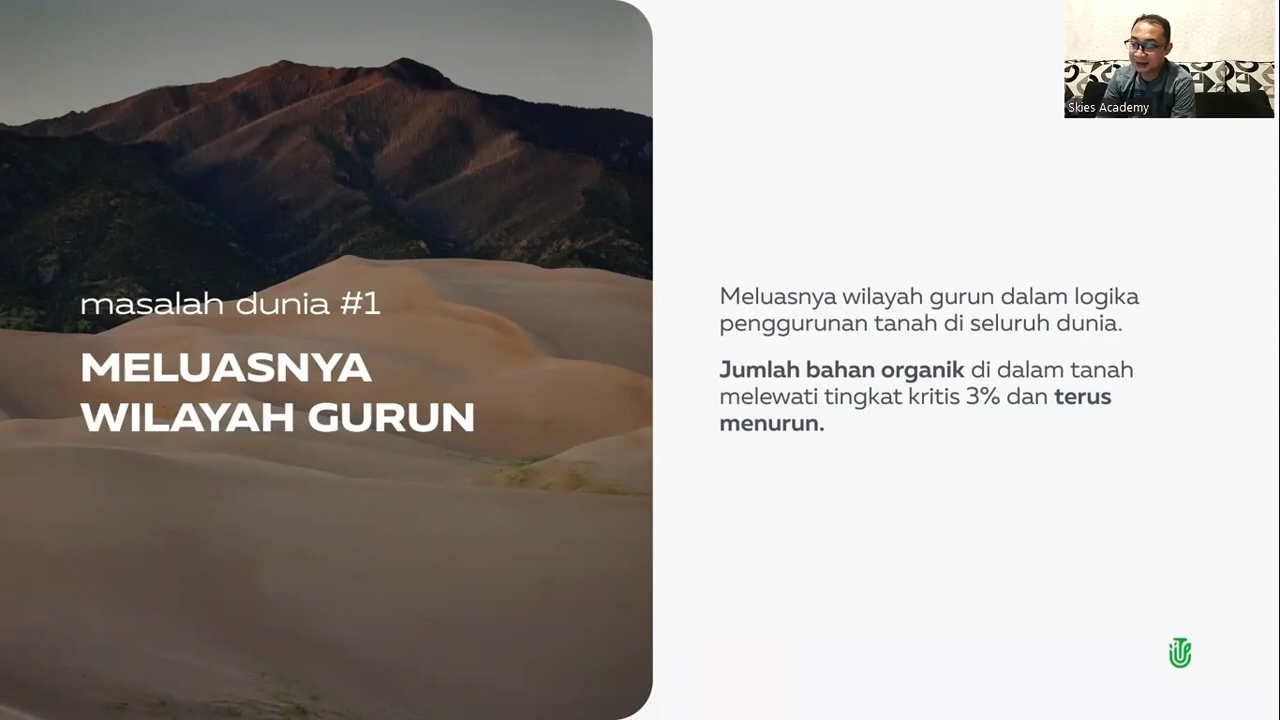 masalah dunia #1
MELUASNYA
WILAYAH GURUN
Meluasnya wilayah gurun dalam logika
penggurunan tanah di seluruh dunia.
Jumlah bahan organik di dalam tanah
melewati tingkat kritis 3% dan terus
menurun.
Skies Academy